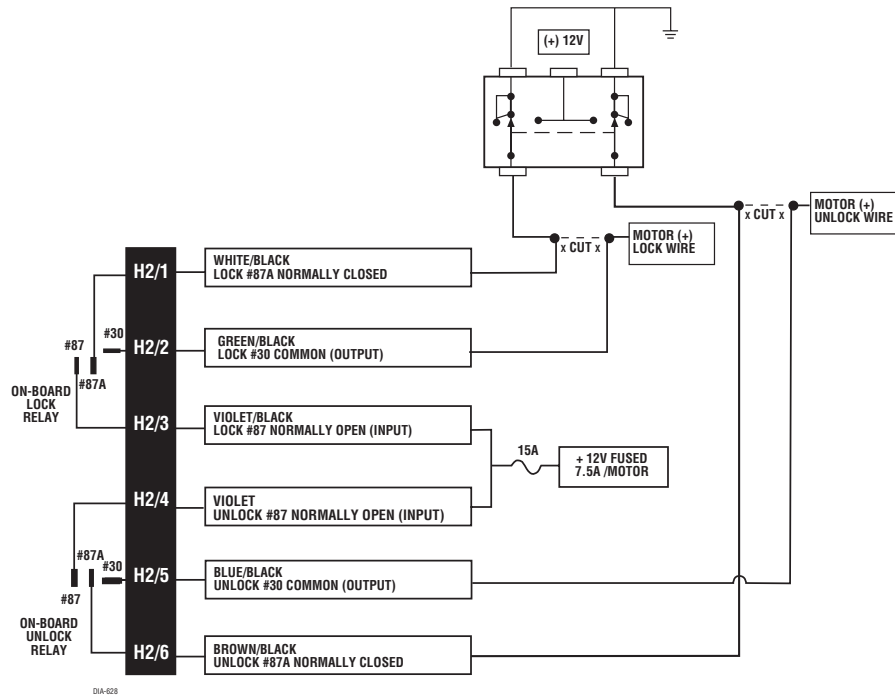 (+) 12V
MOTOR (+)
UNLOCK WIRE
x CUT x
MOTOR (+)
LOCK WIRE
x CUT x
H2/1
WHITE/BLACK
LOCK #87A NORMALLY CLOSED
#87
#30
#87A
ON-BOARD
LOCK
RELAY
H2/2
GREEN/BLACK
LOCK #30 COMMON (OUTPUT)
H2/3
VIOLET/BLACK
LOCK #87 NORMALLY OPEN (INPUT)
15A
+ 12V FUSED
7.5A /MOTOR
H2/4
VIOLET
UNLOCK #87 NORMALLY OPEN (INPUT)
#87A
#30
#87
ON-BOARD
UNLOCK
RELAY
H2/5
BLUE/BLACK
UNLOCK #30 COMMON (OUTPUT)
H2/6
BROWN/BLACK
UNLOCK #87A NORMALLY CLOSED
DIA-628